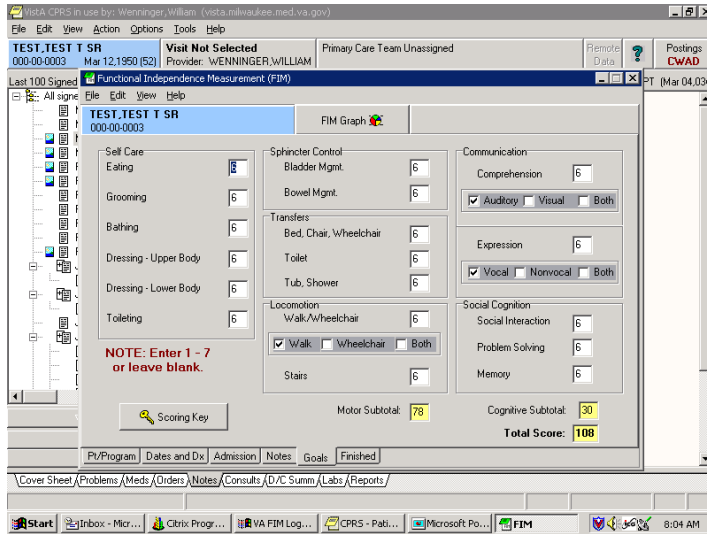 VistA CPRS in use by: Wenninger,William (vista.milwaukee.med.va.gov)
File Edit View Action Options Tools Help
TEST,TEST T SR Visit Not Selected Primary Care Team Unassigned Remote Data ? Postings
000-00-0003 Mar 12,1950 (52) Provider: WENNINGER,WILLIAM CWAD
Last 100 Signed PT (Mar 04,03
All signe
Functional Independence Measurement (FIM)
File Edit View Help
TEST,TEST T SR
000-00-0003
FIM Graph
Self Care
Eating 6
Grooming 6
Bathing 6
Dressing - Upper Body 6
Dressing - Lower Body 6
Toileting 6
NOTE: Enter 1 - 7
or leave blank.
Scoring Key
Sphincter Control
Bladder Mgmt. 6
Bowel Mgmt. 6
Transfers
Bed, Chair, Wheelchair 6
Toilet 6
Tub, Shower 6
Locomotion
Walk/Wheelchair 6
Walk Wheelchair Both
Stairs 6
Motor Subtotal: 78
Communication
Comprehension 6
Auditory Visual Both
Expression 6
Vocal Nonvocal Both
Social Cognition
Social Interaction 6
Problem Solving 6
Memory 6
Cognitive Subtotal: 30
Total Score: 108
Pt/Program Dates and Dx Admission Notes Goals Finished
Cover Sheet Problems Meds Orders Notes Consults D/C Summ Labs Reports
Start Inbox - Micr... Citrix Progr... VA FIM Log... CPRS - Pati... Microsoft Po... FIM 8:04 AM